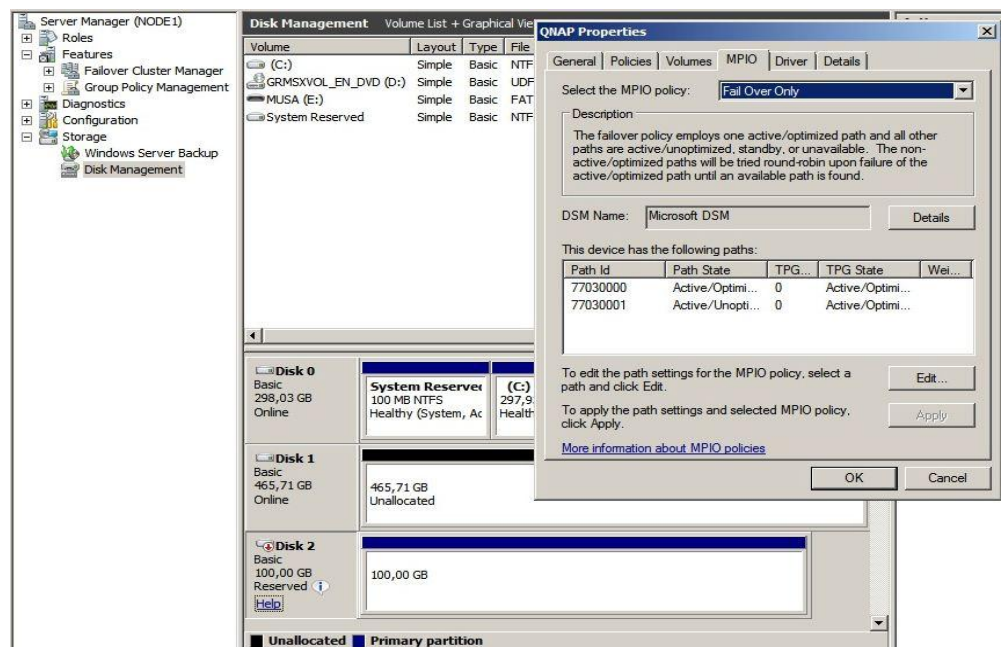 Server Manager (NODE1)
Roles
Features
Failover Cluster Manager
Group Policy Management
Diagnostics
Configuration
Storage
Windows Server Backup
Disk Management
Disk Management Volume List + Graphical Vie
Volume Layout Type File
(C:) Simple Basic NTF
GRMSXVOL_EN_DVD (D:) Simple Basic UDF
MUSA (E:) Simple Basic FAT
System Reserved Simple Basic NTF
Disk 0
Basic
298,03 GB
Online
System Reserve
100 MB NTFS
Healthy (System, Ac
(C:)
297,9
Health
Disk 1
Basic
465,71 GB
Online
465,71 GB
Unallocated
Disk 2
Basic
100,00 GB
Reserved
Help
100,00 GB
Unallocated Primary partition
QNAP Properties
General Policies Volumes MPIO Driver Details
Select the MPIO policy: Fail Over Only
Description
The failover policy employs one active/optimized path and all other
paths are active/unoptimized, standby, or unavailable. The non-
active/optimized paths will be tried round-robin upon failure of the
active/optimized path until an available path is found.
DSM Name: Microsoft DSM Details
This device has the following paths:
Path Id Path State TPG... TPG State Wei...
77030000 Active/Optimi... 0 Active/Optimi...
77030001 Active/Unopti... 0 Active/Optimi...
To edit the path settings for the MPIO policy, select a
path and click Edit.
Edit...
To apply the path settings and selected MPIO policy,
click Apply.
Apply
More information about MPIO policies
OK Cancel